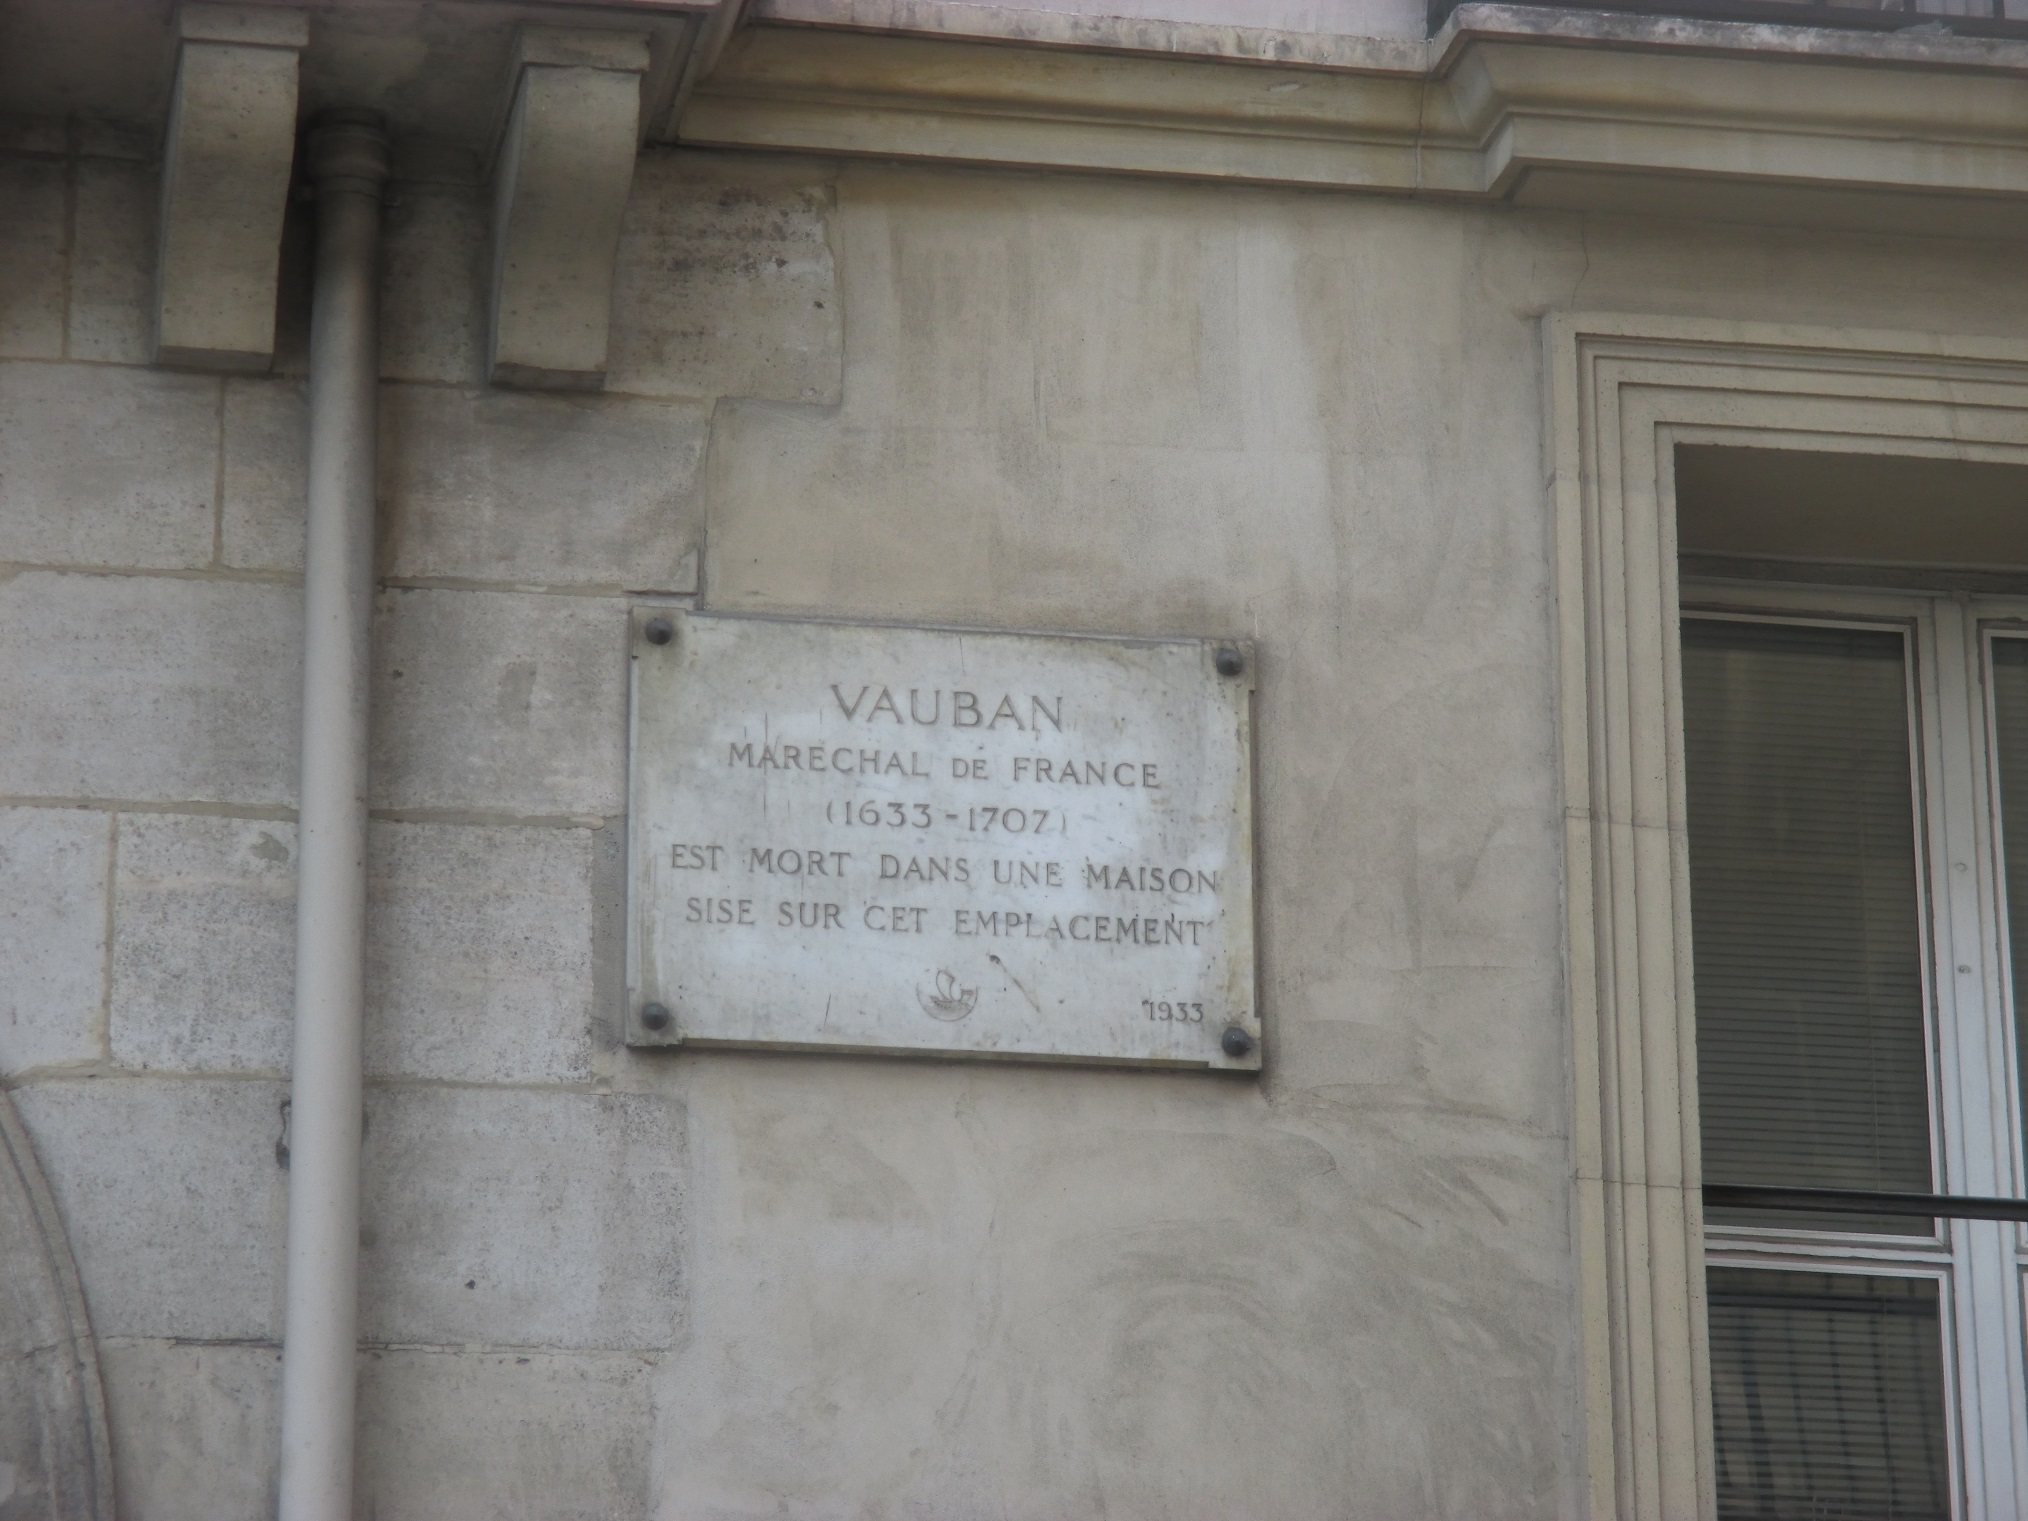 VAUBAN
MARECHAL DE FRANCE
(1633-1707)
EST MORT DANS UNE MAISON
SISE SUR CET EMPLACEMENT
1933